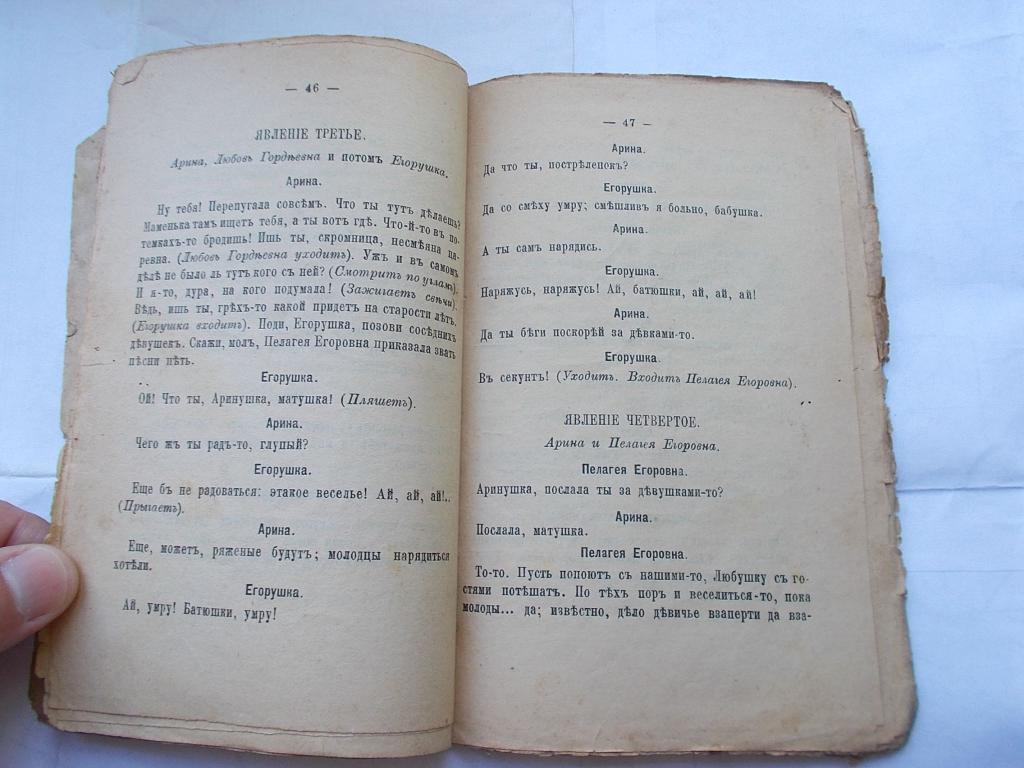 — 46 —
ЯВЛЕНІЕ ТРЕТЬЕ.
Арина, Любовь Гордѣевна и потомъ Егорушка.
Арина.
Ну тебя! Перепугала совсѣмъ. Что ты тутъ дѣлаешь?
Маменька тамъ ищетъ тебя, а ты вотъ гдѣ. Что-й-то въ по-
темкахъ-то бродишь! Ишь ты, скромница, несмѣяна ца-
ревна. (Любовь Гордѣевна уходитъ). Ужъ и въ самомъ
дѣлѣ не было ль тутъ кого съ ней? (Смотритъ по угламъ).
И я-то, дура, на кого подумала! (Зажигаетъ свѣчи).
Вѣдь, ишь ты, грѣхъ-то какой придетъ на старости лѣтъ.
(Егорушка входитъ). Поди, Егорушка, позови сосѣднихъ
дѣвушекъ. Скажи, молъ, Пелагея Егоровна приказала звать
пѣсни пѣть.
Егорушка.
Ой! Что ты, Аринушка, матушка! (Пляшетъ).
Арина.
Чего жъ ты радъ-то, глупый?
Егорушка.
Еще бъ не радоваться: этакое веселье! Ай, ай, ай!..
(Прыгаетъ).
Арина.
Еще, можетъ, ряженые будутъ; молодцы нарядиться
хотѣли.
Егорушка.
Ай, умру! Батюшки, умру!
— 47 —
Арина.
Да что ты, пострѣленокъ?
Егорушка.
Да со смѣху умру; смѣшливъ я больно, бабушка.
Арина.
А ты самъ нарядись.
Егорушка.
Наряжусь, наряжусь! Ай, батюшки, ай, ай, ай!
Арина.
Да ты бѣги поскорѣй за дѣвками-то.
Егорушка.
Въ секунтъ! (Уходитъ. Входитъ Пелагея Егоровна).
ЯВЛЕНІЕ ЧЕТВЕРТОЕ.
Арина и Пелагея Егоровна.
Пелагея Егоровна.
Аринушка, послала ты за дѣвушками-то?
Арина.
Послала, матушка.
Пелагея Егоровна.
То-то. Пусть попоютъ съ нашими-то, Любушку съ го-
стями потѣшатъ. По тѣхъ поръ и веселиться-то, пока
молоды... да; извѣстно, дѣло дѣвичье взаперти да вза-